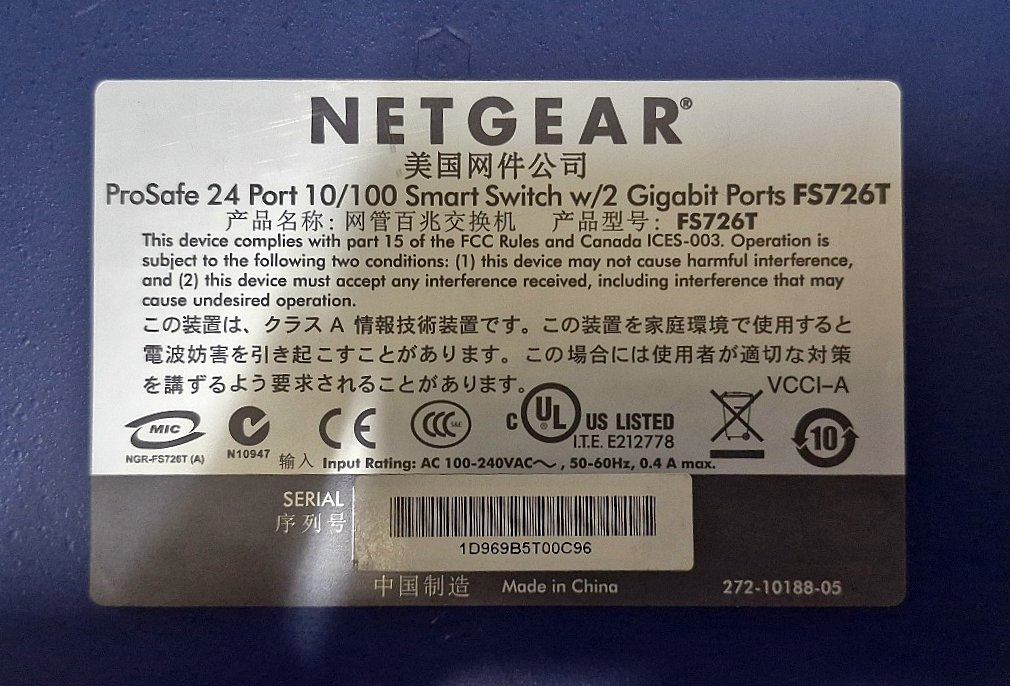 NETGEAR®
美国网件公司
ProSafe 24 Port 10/100 Smart Switch w/2 Gigabit Ports FS726T
产品名称: 网管百兆交换机 产品型号: FS726T
This device complies with part 15 of the FCC Rules and Canada ICES-003. Operation is
subject to the following two conditions: (1) this device may not cause harmful interference,
and (2) this device must accept any interference received, including interference that may
cause undesired operation.
この装置は、クラス A 情報技術装置です。この装置を家庭環境で使用すると
電波妨害を引き起こすことがあります。この場合には使用者が適切な対策
を講ずるよう要求されることがあります。
VCCI-A
MIC
NGR-FS726T (A)
N10947
CE
CCC S&E
C UL US LISTED
I.T.E. E212778
10
输入 Input Rating: AC 100-240VAC～, 50-60Hz, 0.4 A max.
SERIAL
序列号
1D969B5T00C96
中国制造 Made in China 272-10188-05